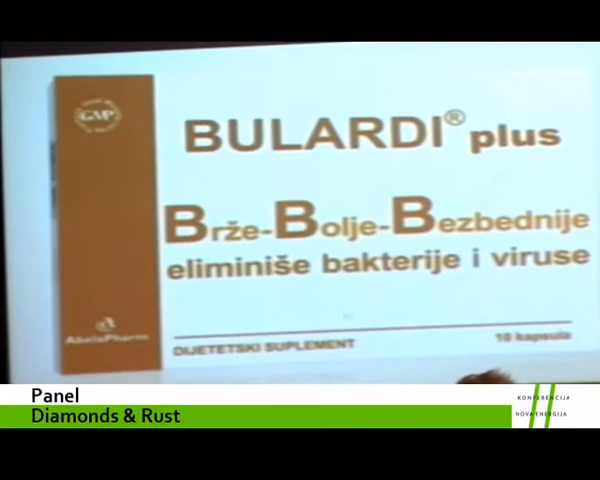 GMP
BULARDI® plus
Brže-Bolje-Bezbednije
eliminiše bakterije i viruse
AbelaPharm
DIJETETSKI SUPLEMENT
10 kapsula
Panel
Diamonds & Rust
KONFERENCIJA
NOVA ENERGIJA